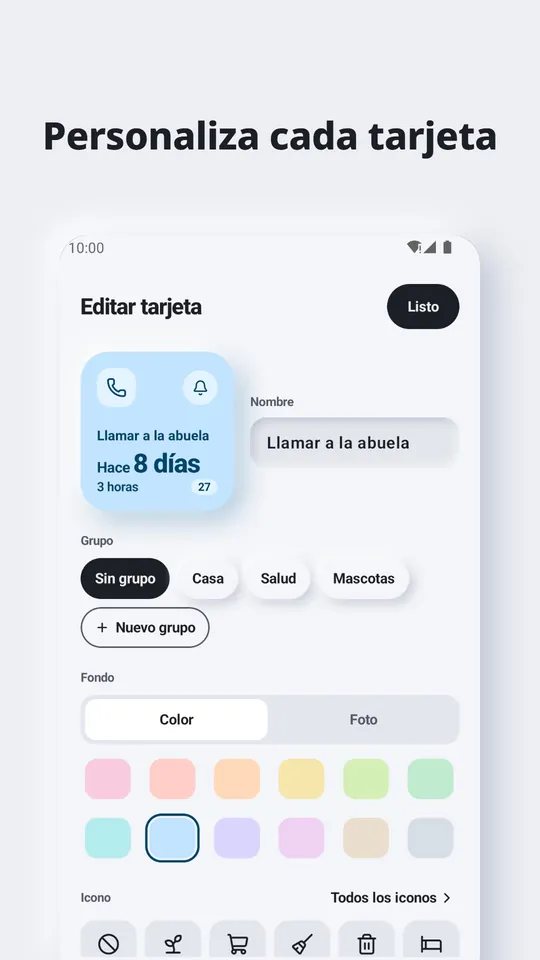 Personaliza cada tarjeta
10:00
Editar tarjeta
Listo
Llamar a la abuela
Hace 8 días
3 horas
27
Nombre
Llamar a la abuela
Grupo
Sin grupo
Casa
Salud
Mascotas
+ Nuevo grupo
Fondo
Color
Foto
Icono
Todos los iconos >